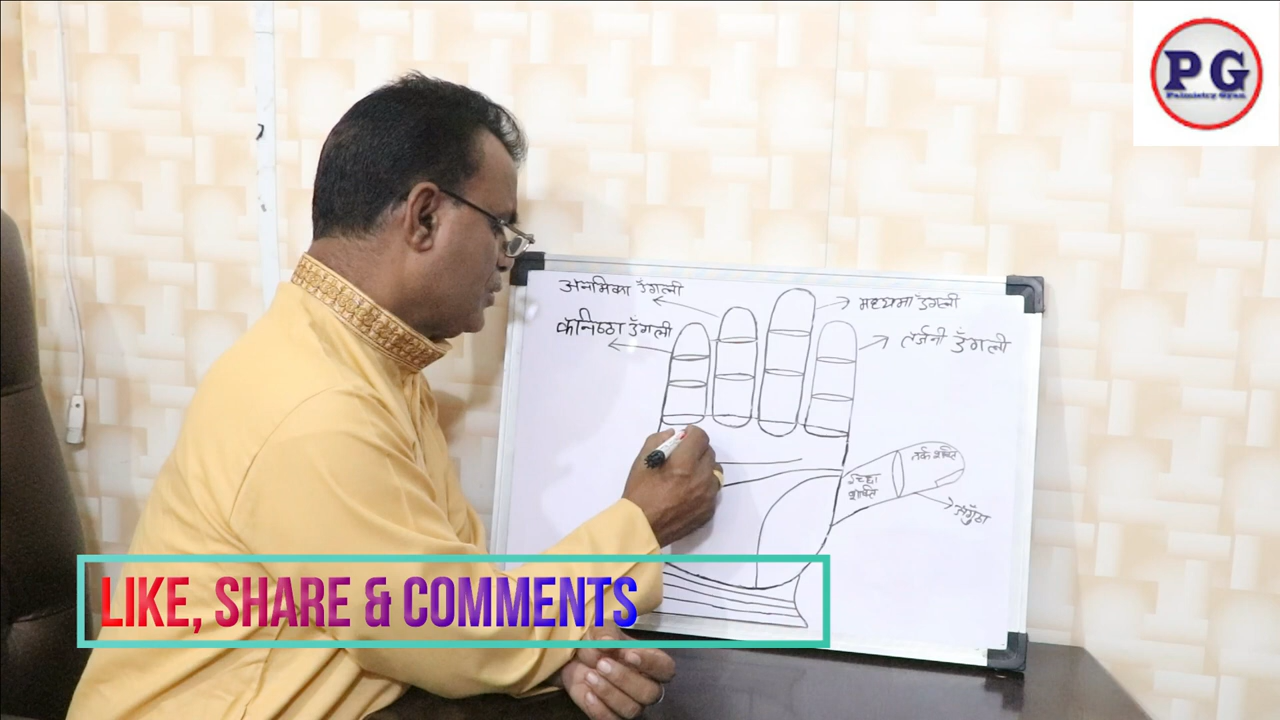 PG
Palmistry Gyan
अनामिका उँगली
मध्यमा उँगली
कनिष्ठा उँगली
तर्जनी उँगली
तर्क शक्ति
इच्छा
शक्ति
अँगुठा
LIKE, SHARE & COMMENTS